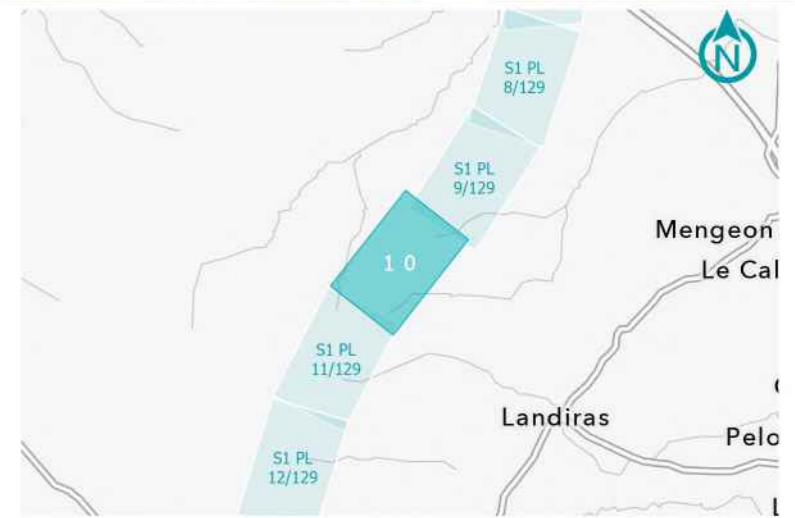 N
S1 PL
8/129
S1 PL
9/129
Mengeon
1 0
Le Cal
S1 PL
11/129
Landiras
Pelo
S1 PL
12/129